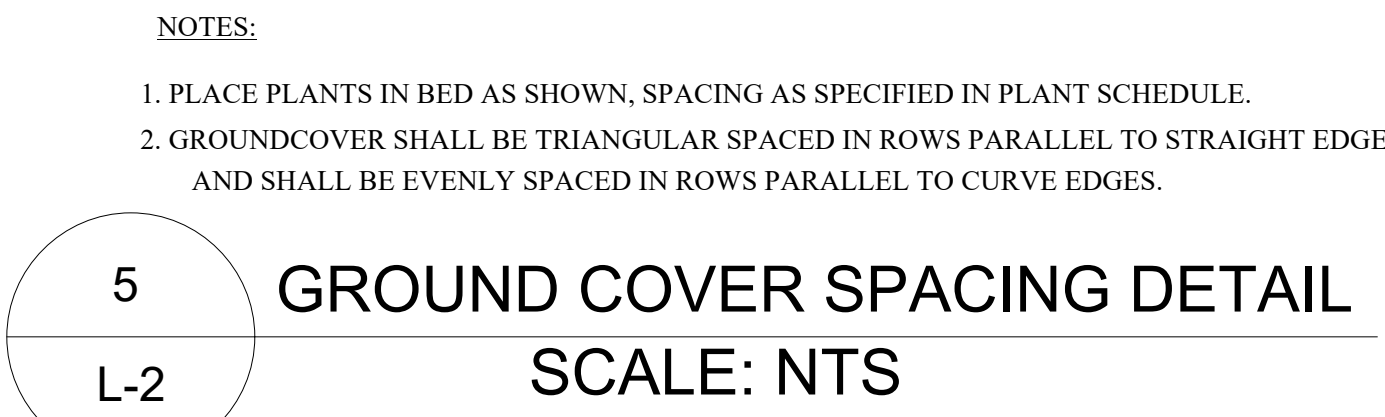 NOTES:
1. PLACE PLANTS IN BED AS SHOWN, SPACING AS SPECIFIED IN PLANT SCHEDULE.
2. GROUNDCOVER SHALL BE TRIANGULAR SPACED IN ROWS PARALLEL TO STRAIGHT EDGE
AND SHALL BE EVENLY SPACED IN ROWS PARALLEL TO CURVE EDGES.
5 GROUND COVER SPACING DETAIL
L-2 SCALE: NTS